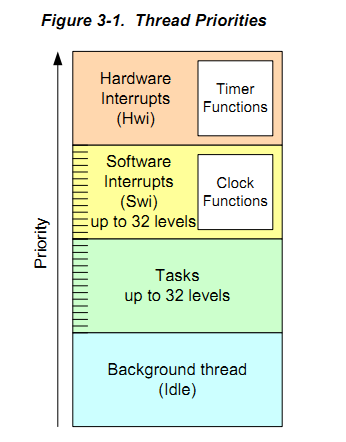 Figure 3-1. Thread Priorities
Hardware
Interrupts
(Hwi)
Timer
Functions
Software
Interrupts
(Swi)
up to 32 levels
Clock
Functions
Priority
Tasks
up to 32 levels
Background thread
(Idle)